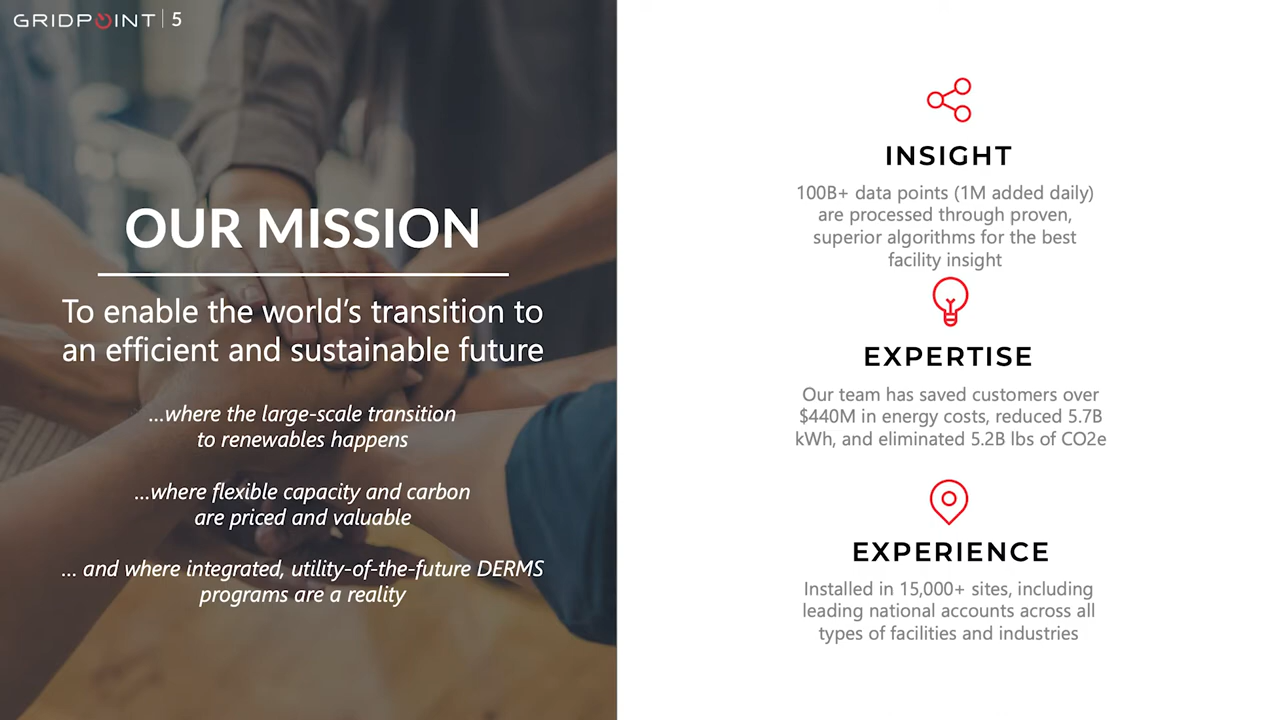 GRIDPOINT | 5
OUR MISSION
To enable the world's transition to
an efficient and sustainable future
...where the large-scale transition
to renewables happens
...where flexible capacity and carbon
are priced and valuable
... and where integrated, utility-of-the-future DERMS
programs are a reality
INSIGHT
100B+ data points (1M added daily)
are processed through proven,
superior algorithms for the best
facility insight
EXPERTISE
Our team has saved customers over
$440M in energy costs, reduced 5.7B
kWh, and eliminated 5.2B lbs of CO2e
EXPERIENCE
Installed in 15,000+ sites, including
leading national accounts across all
types of facilities and industries